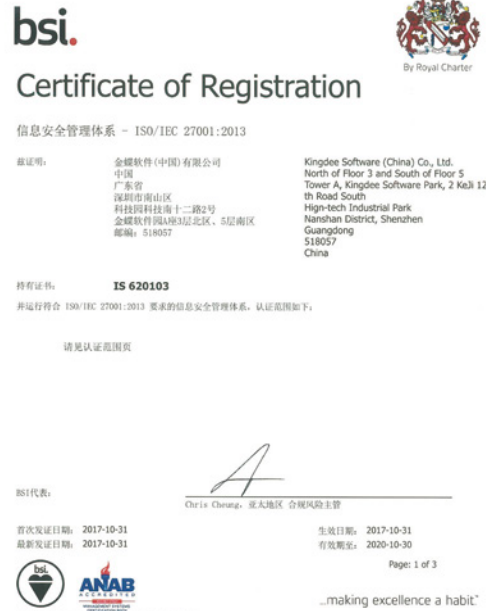 bsi.
By Royal Charter
Certificate of Registration
信息安全管理体系 - ISO/IEC 27001:2013
兹证明:
金蝶软件(中国)有限公司
中国
广东省
深圳市南山区
科技园科技南十二路2号
金蝶软件园A座3层北区、5层南区
邮编: 518057
Kingdee Software (China) Co., Ltd.
North of Floor 3 and South of Floor 5
Tower A, Kingdee Software Park, 2 KeJi 12
th Road South
Hign-tech Industrial Park
Nanshan District, Shenzhen
Guangdong
518057
China
持有证书:
IS 620103
并运行符合 ISO/IEC 27001:2013 要求的信息安全管理体系,认证范围如下:
请见认证范围页
BSI代表:
Chris Cheung, 亚太地区 合规风险主管
首次发证日期: 2017-10-31
生效日期: 2017-10-31
最新发证日期: 2017-10-31
有效期至: 2020-10-30
Page: 1 of 3
bsi.
ANAB
ACCREDITED
MANAGEMENT SYSTEMS
CERTIFICATION BODY
...making excellence a habit.™